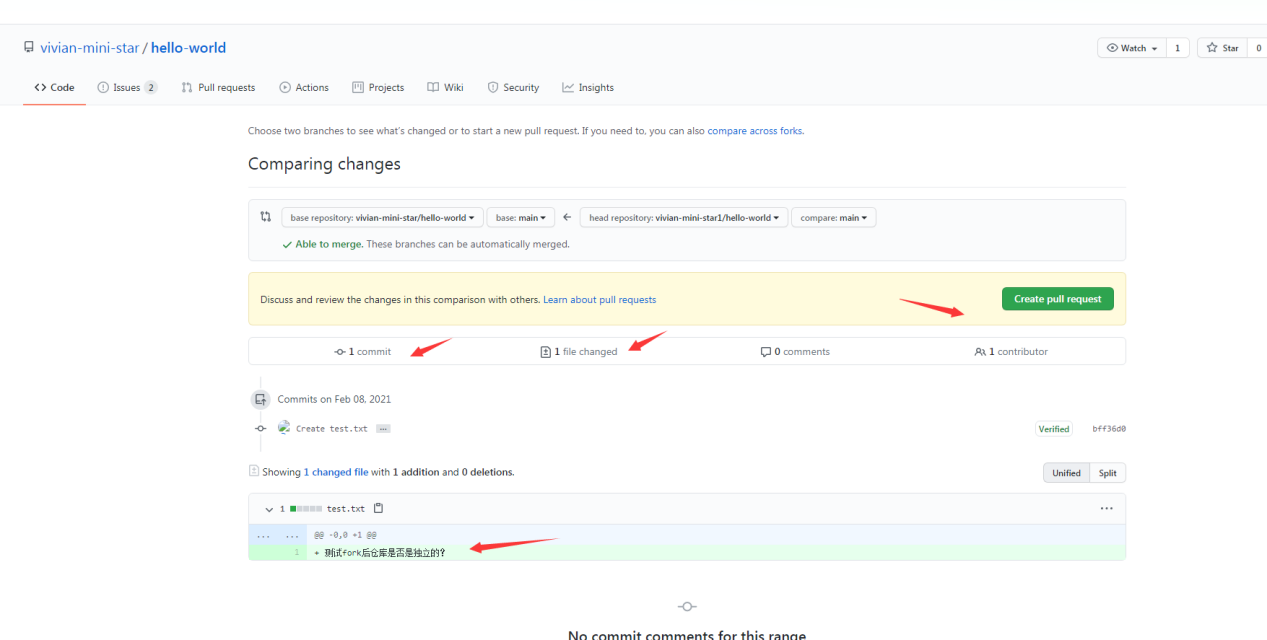 vivian-mini-star / hello-world
Watch 1 Star 0
Code Issues 2 Pull requests Actions Projects Wiki Security Insights
Choose two branches to see what's changed or to start a new pull request. If you need to, you can also compare across forks.
Comparing changes
base repository: vivian-mini-star/hello-world base: main head repository: vivian-mini-star1/hello-world compare: main
Able to merge. These branches can be automatically merged.
Discuss and review the changes in this comparison with others. Learn about pull requests Create pull request
1 commit 1 file changed 0 comments 1 contributor
Commits on Feb 08, 2021
Create test.txt ... Verified bff36d0
Showing 1 changed file with 1 addition and 0 deletions. Unified Split
1 test.txt ...
... ... @@ -0,0 +1 @@
1 + 测试fork后仓库是否是独立的?
No commit comments for this range